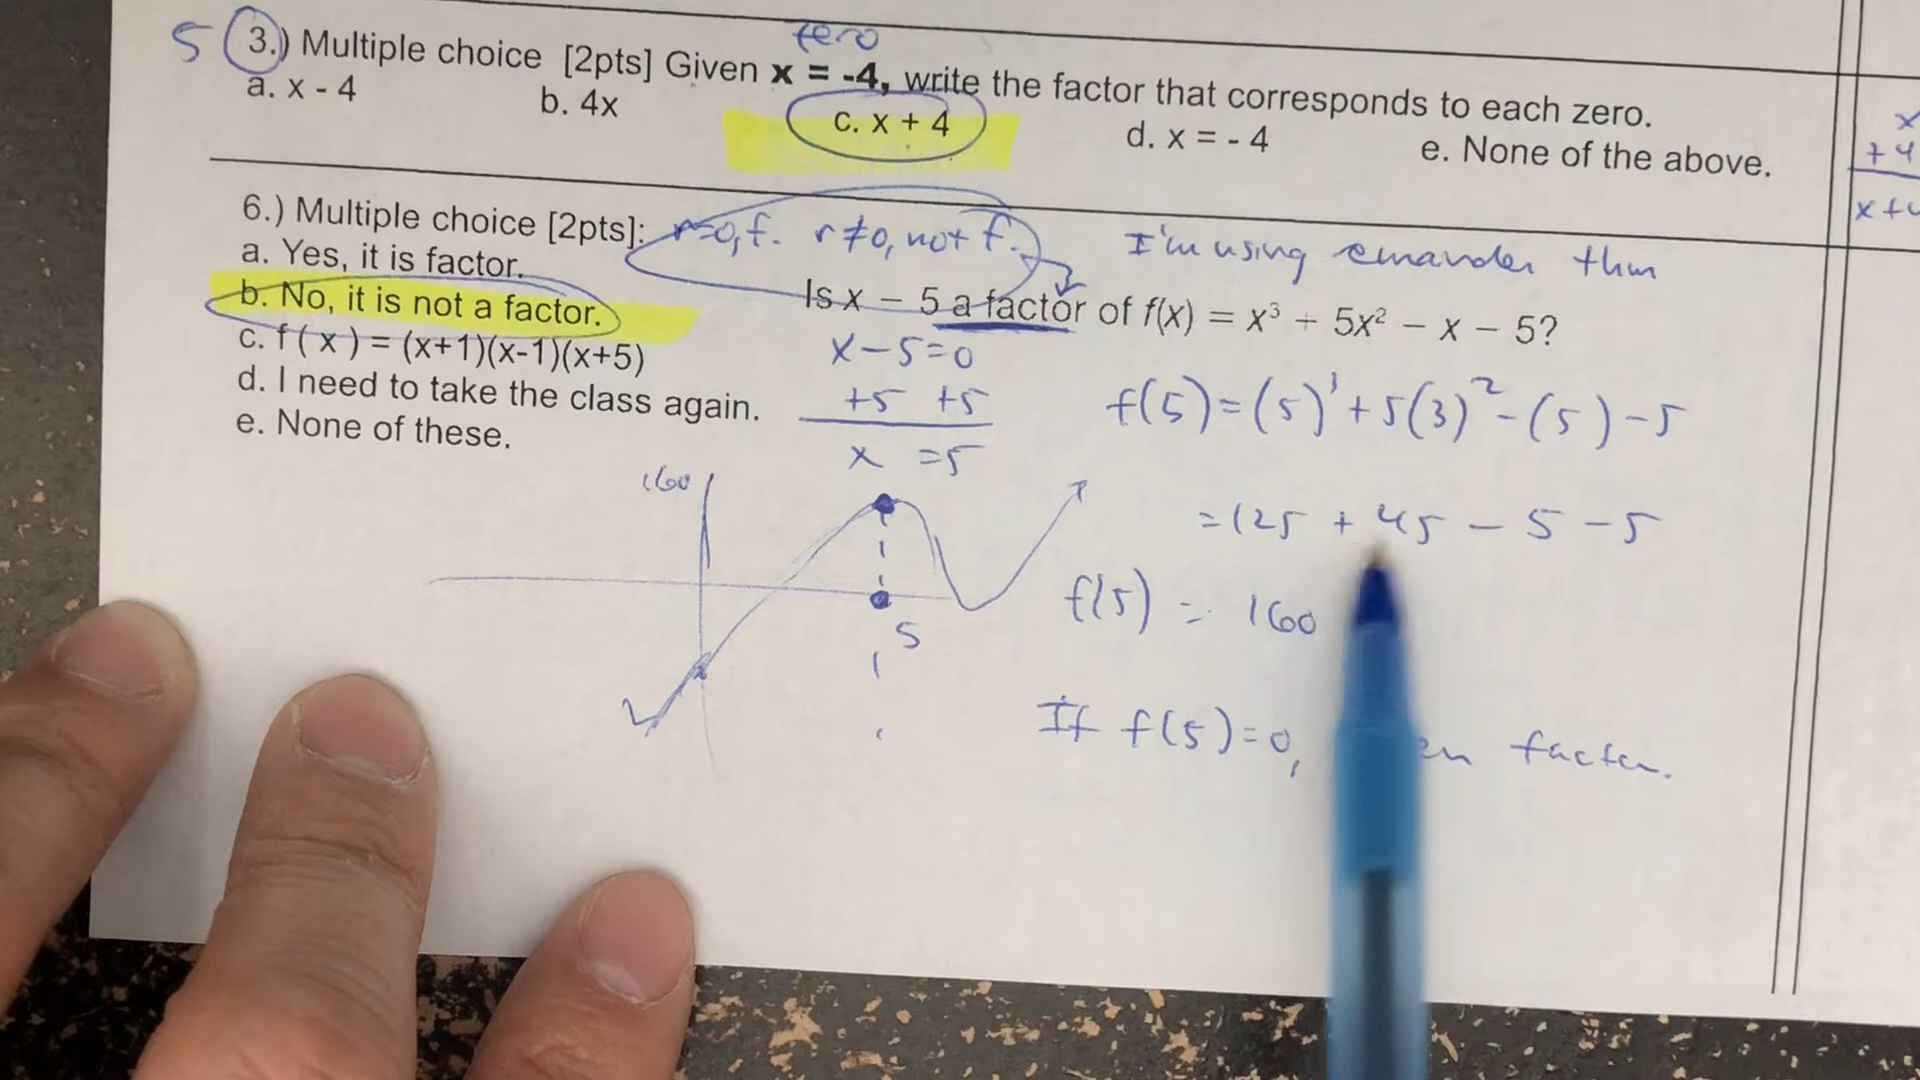 zero
5 3.) Multiple choice [2pts] Given x = -4, write the factor that corresponds to each zero.
a. x - 4 b. 4x c. x + 4 d. x = - 4 e. None of the above.
x
+ 4
x+4
6.) Multiple choice [2pts]: r=0, f. r≠0, not f. I'm using emander thm
a. Yes, it is factor.
b. No, it is not a factor. Is x – 5 a factor of f(x) = x³ + 5x² – x – 5?
c. f ( x ) = (x+1)(x-1)(x+5) x-5=0
d. I need to take the class again. +5 +5 f(5)=(5)³+5(3)²-(5)-5
e. None of these. x =5
160
=125 + 45 - 5 - 5
f(5) = 160
5
If f(5)=0, factor.